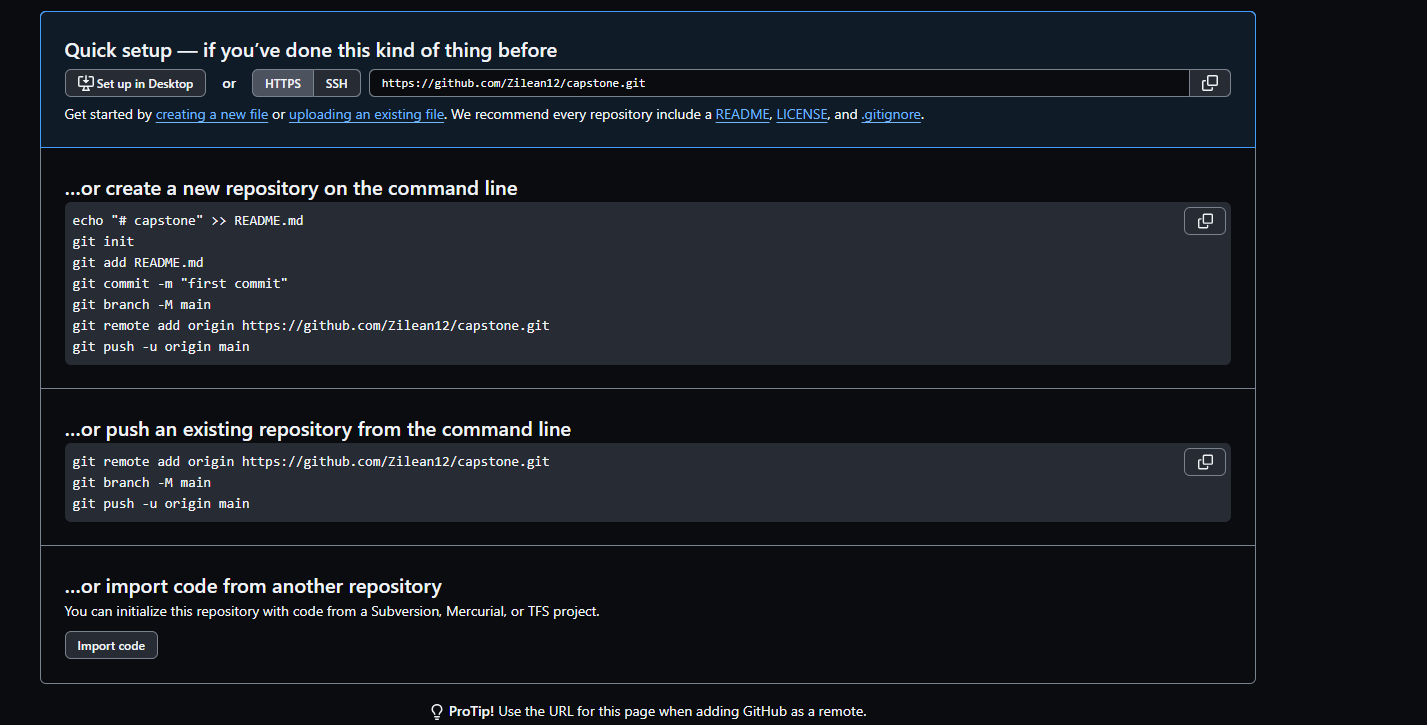 Quick setup — if you’ve done this kind of thing before
Set up in Desktop or HTTPS SSH https://github.com/Zilean12/capstone.git
Get started by creating a new file or uploading an existing file. We recommend every repository include a README, LICENSE, and .gitignore.
…or create a new repository on the command line
echo "# capstone" >> README.md
git init
git add README.md
git commit -m "first commit"
git branch -M main
git remote add origin https://github.com/Zilean12/capstone.git
git push -u origin main
…or push an existing repository from the command line
git remote add origin https://github.com/Zilean12/capstone.git
git branch -M main
git push -u origin main
…or import code from another repository
You can initialize this repository with code from a Subversion, Mercurial, or TFS project.
Import code
ProTip! Use the URL for this page when adding GitHub as a remote.